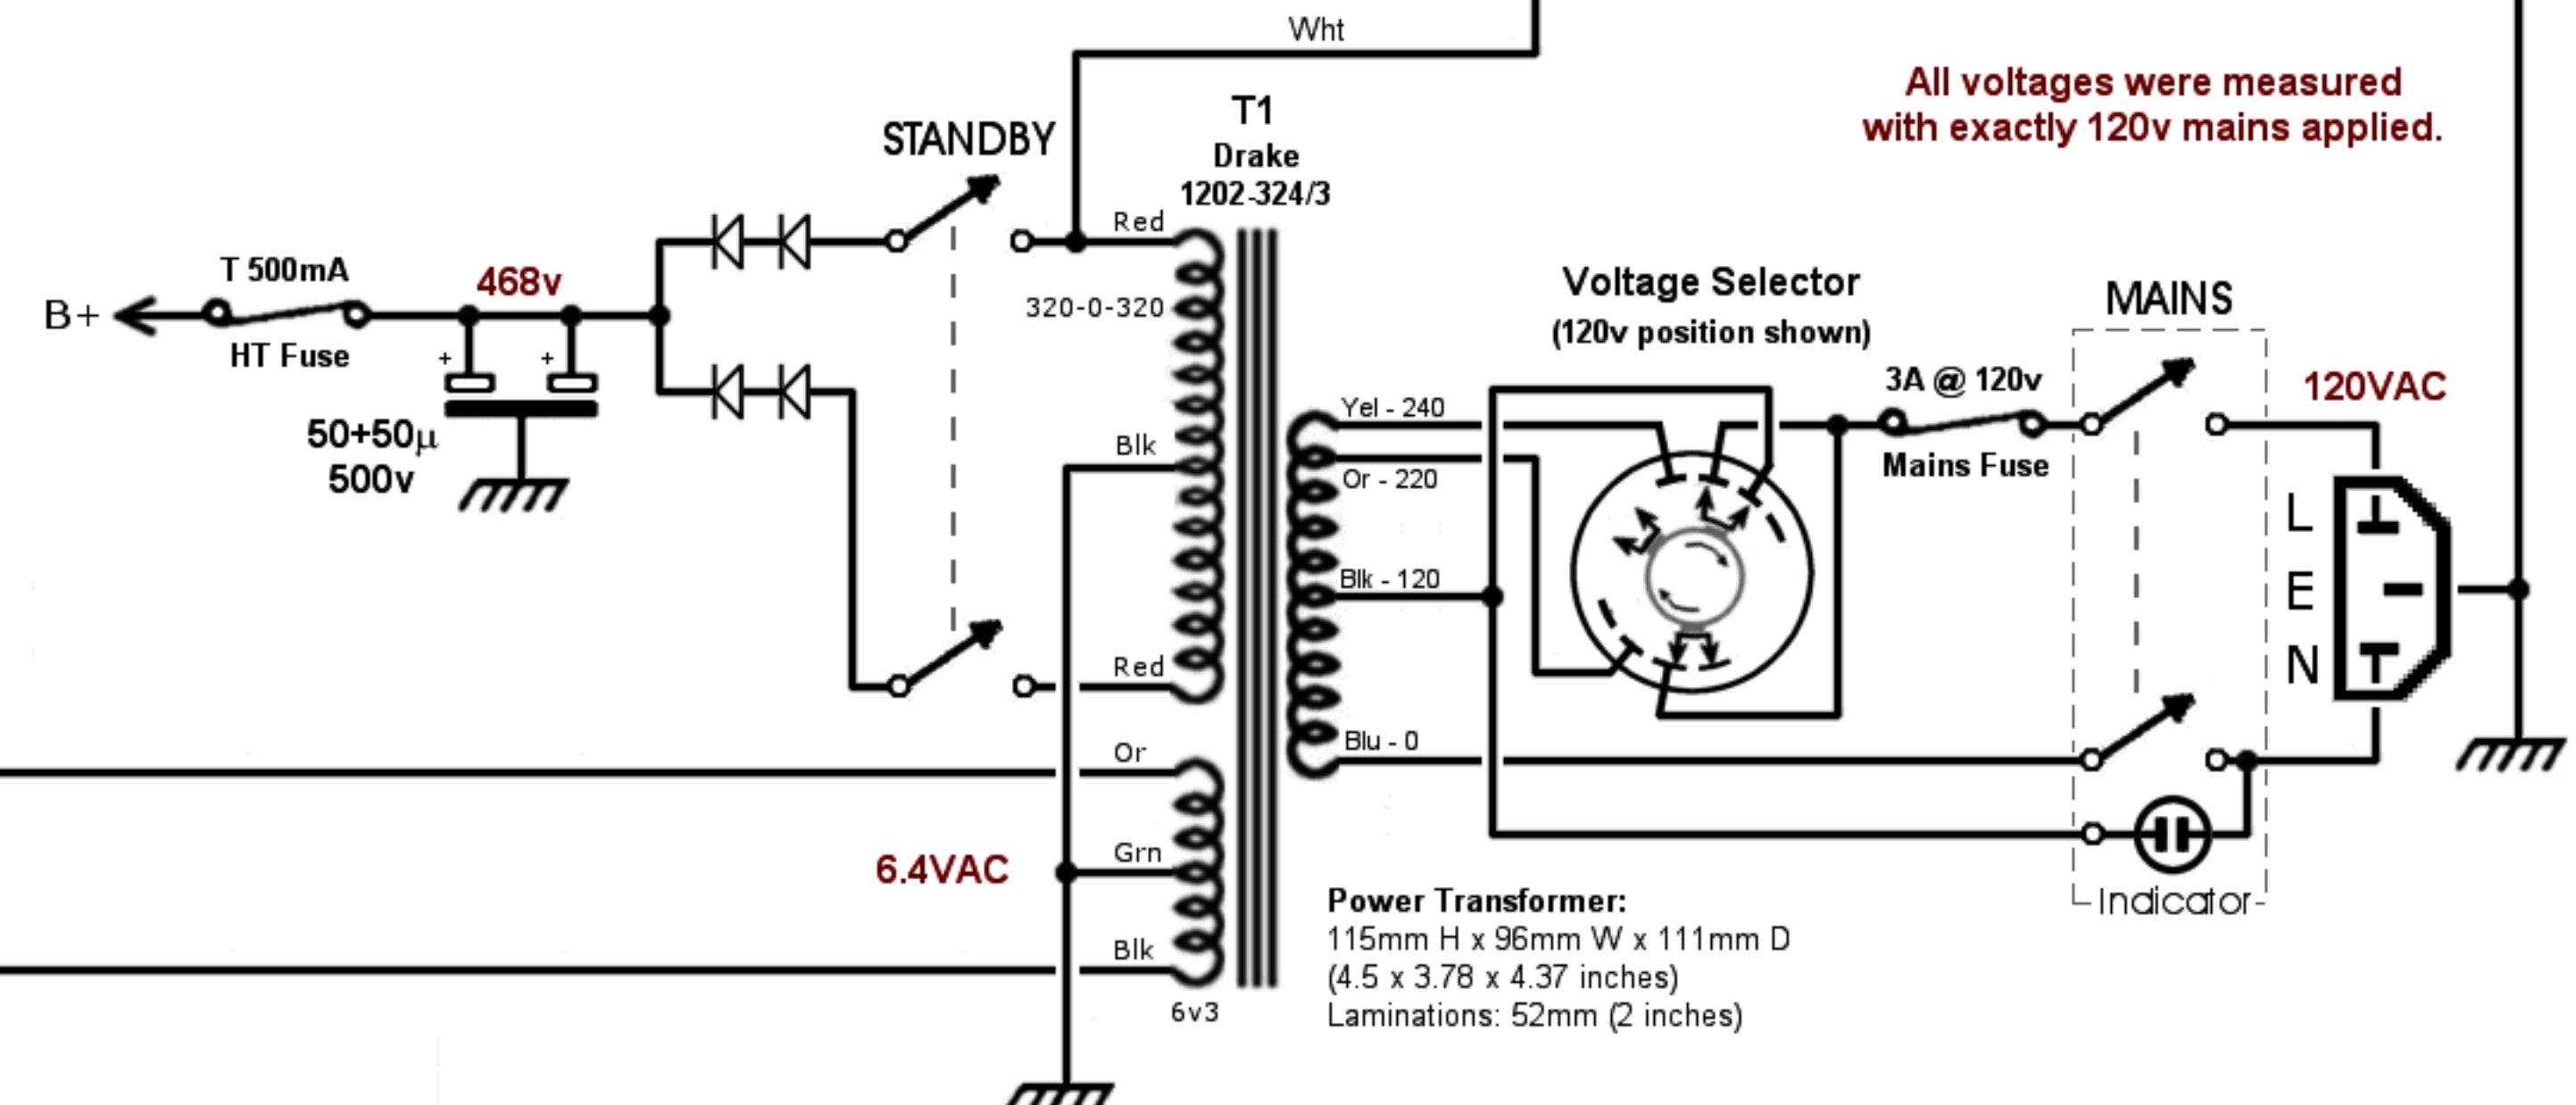 Wht
All voltages were measured
with exactly 120v mains applied.
T1
Drake
1202-324/3
STANDBY
Red
T 500mA
468v
320-0-320
B+
HT Fuse
+
+
50+50µ
500v
Blk
Voltage Selector
(120v position shown)
MAINS
Yel - 240
3A @ 120v
120VAC
Or - 220
Mains Fuse
L
Blk - 120
E
Red
N
Or
Blu - 0
Grn
6.4VAC
Blk
6v3
Indicator
Power Transformer:
115mm H x 96mm W x 111mm D
(4.5 x 3.78 x 4.37 inches)
Laminations: 52mm (2 inches)